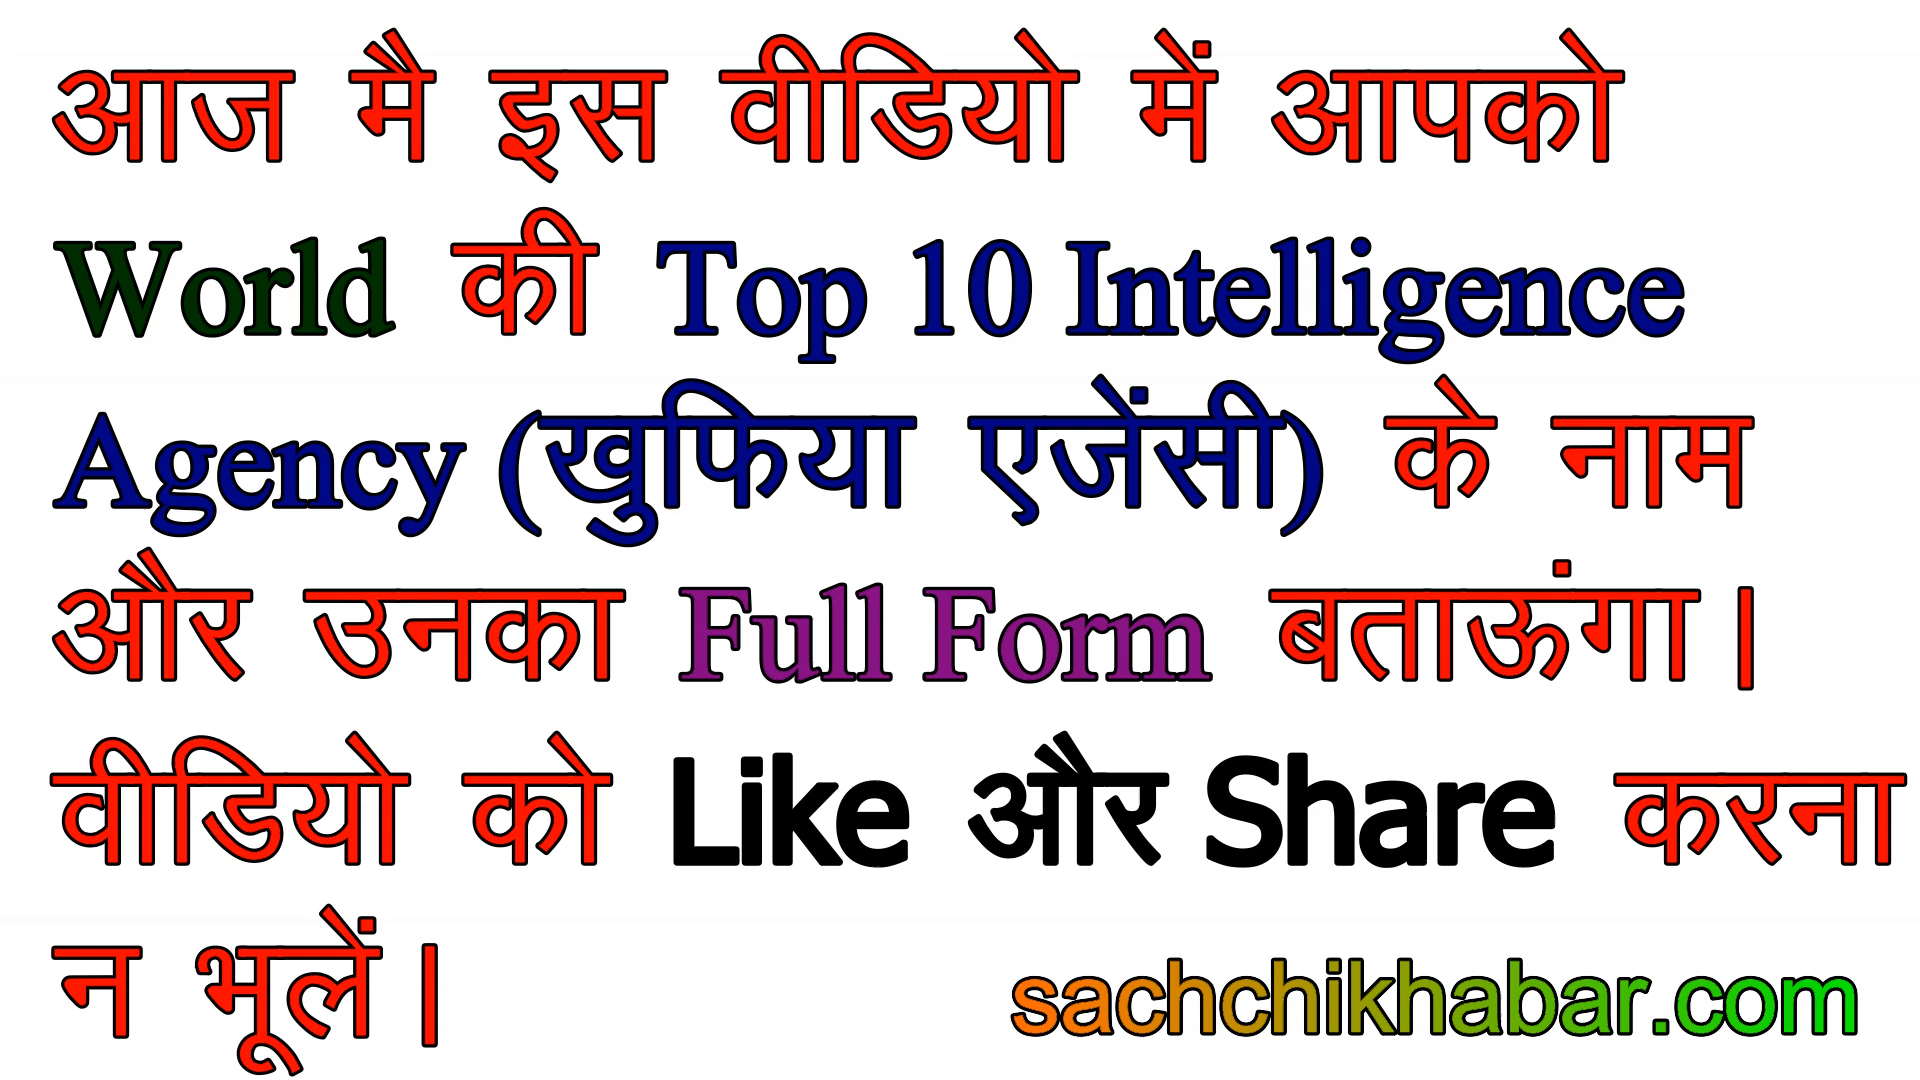 आज मै इस वीडियो में आपको
World की Top 10 Intelligence
Agency (खुफिया एजेंसी) के नाम
और उनका Full Form बताऊंगा।
वीडियो को Like और Share करना
न भूलें।
sachchikhabar.com